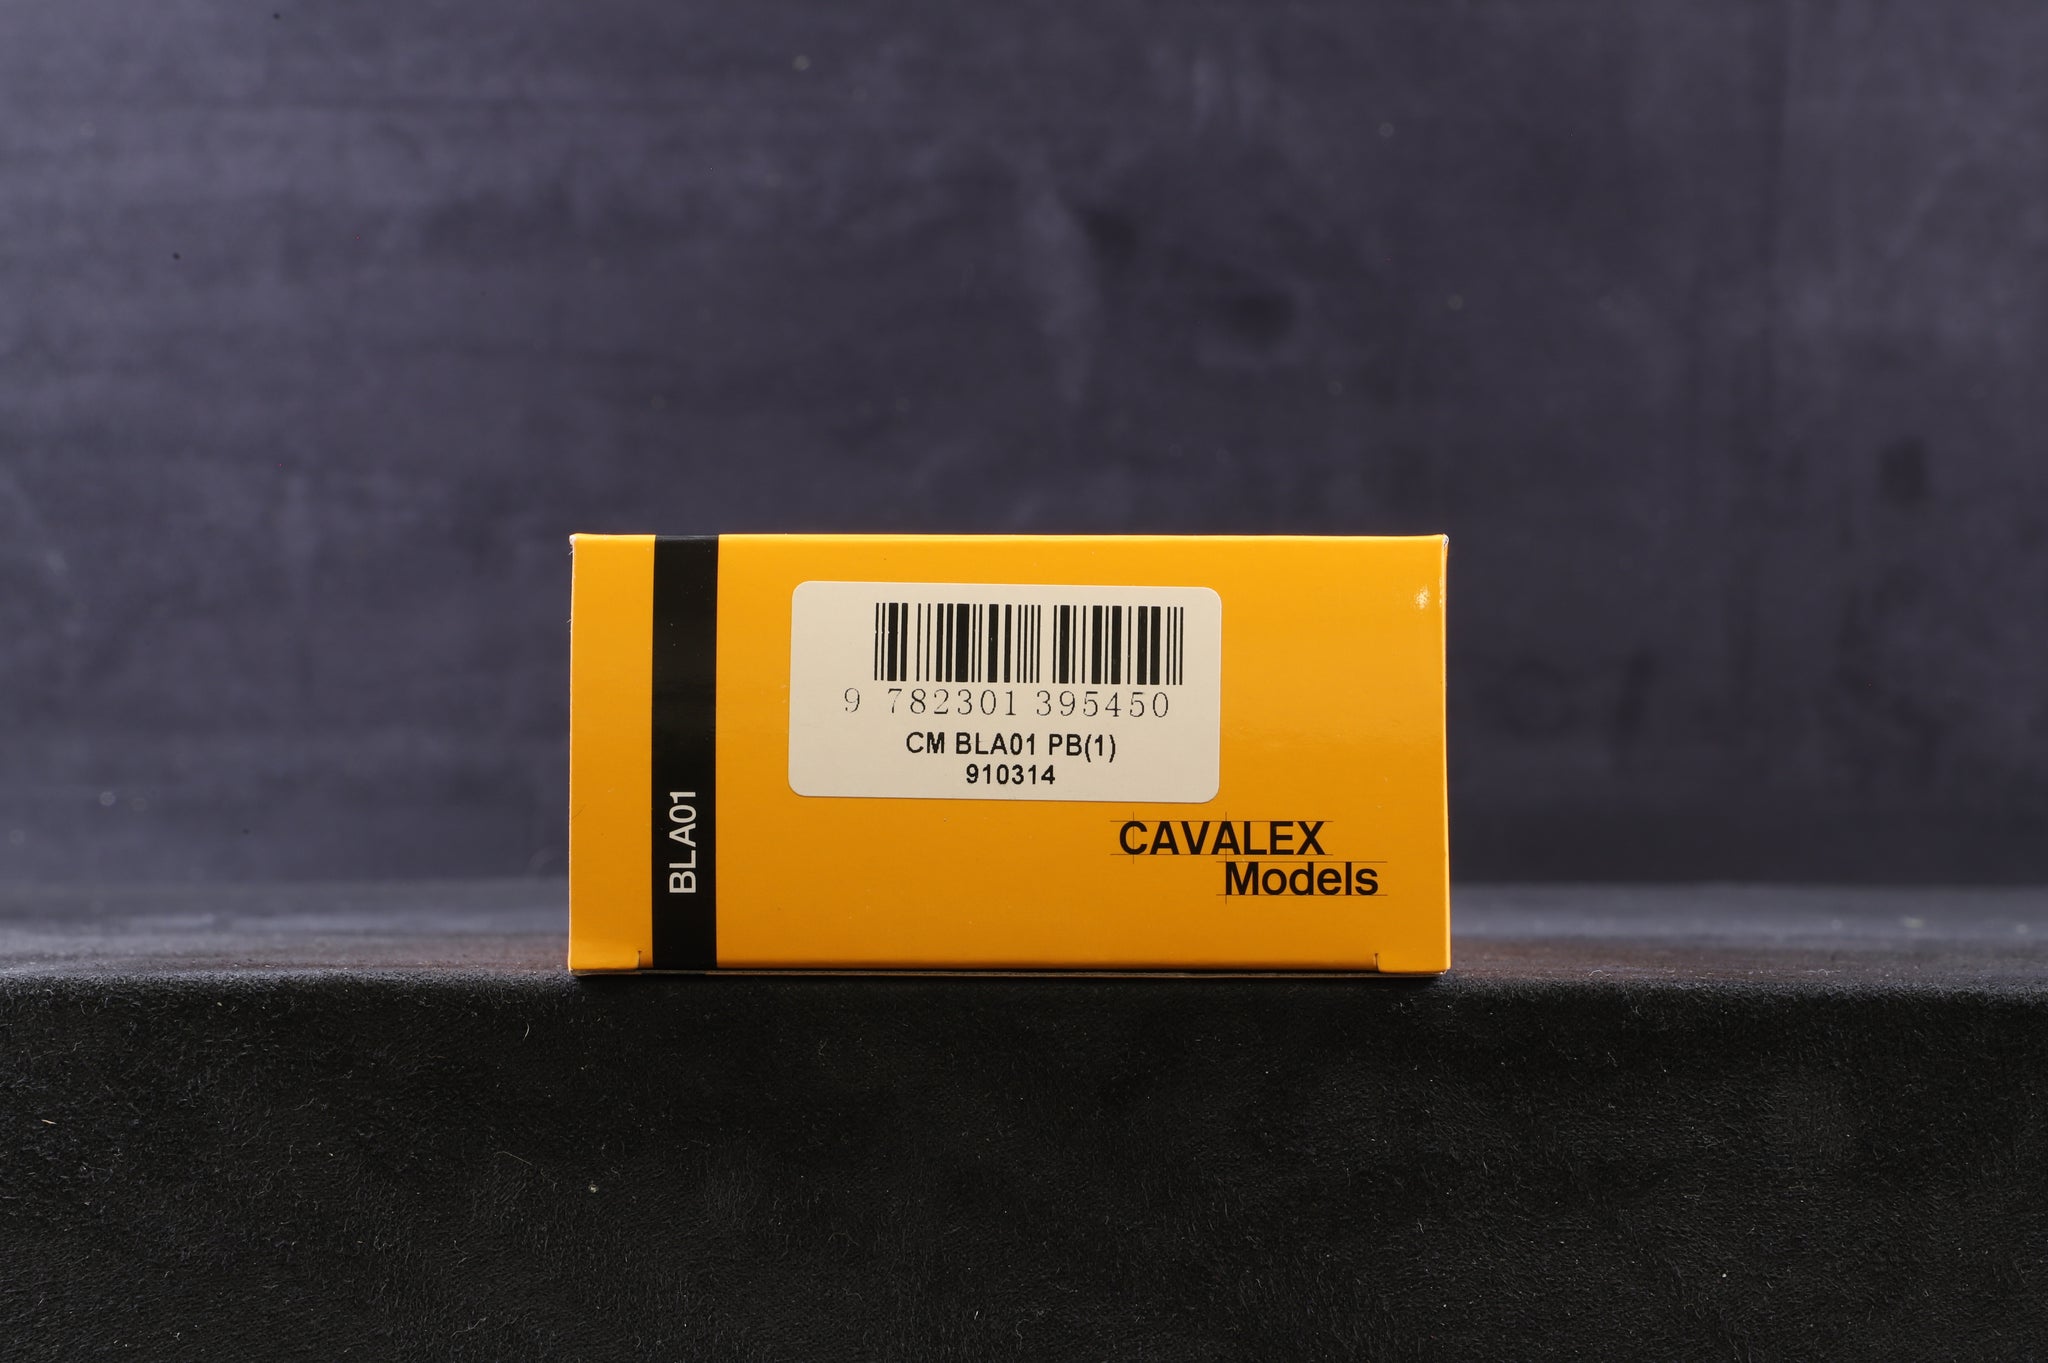 9 782301 395450
CM BLA01 PB(1)
910314
BLA01
CAVALEX
Models